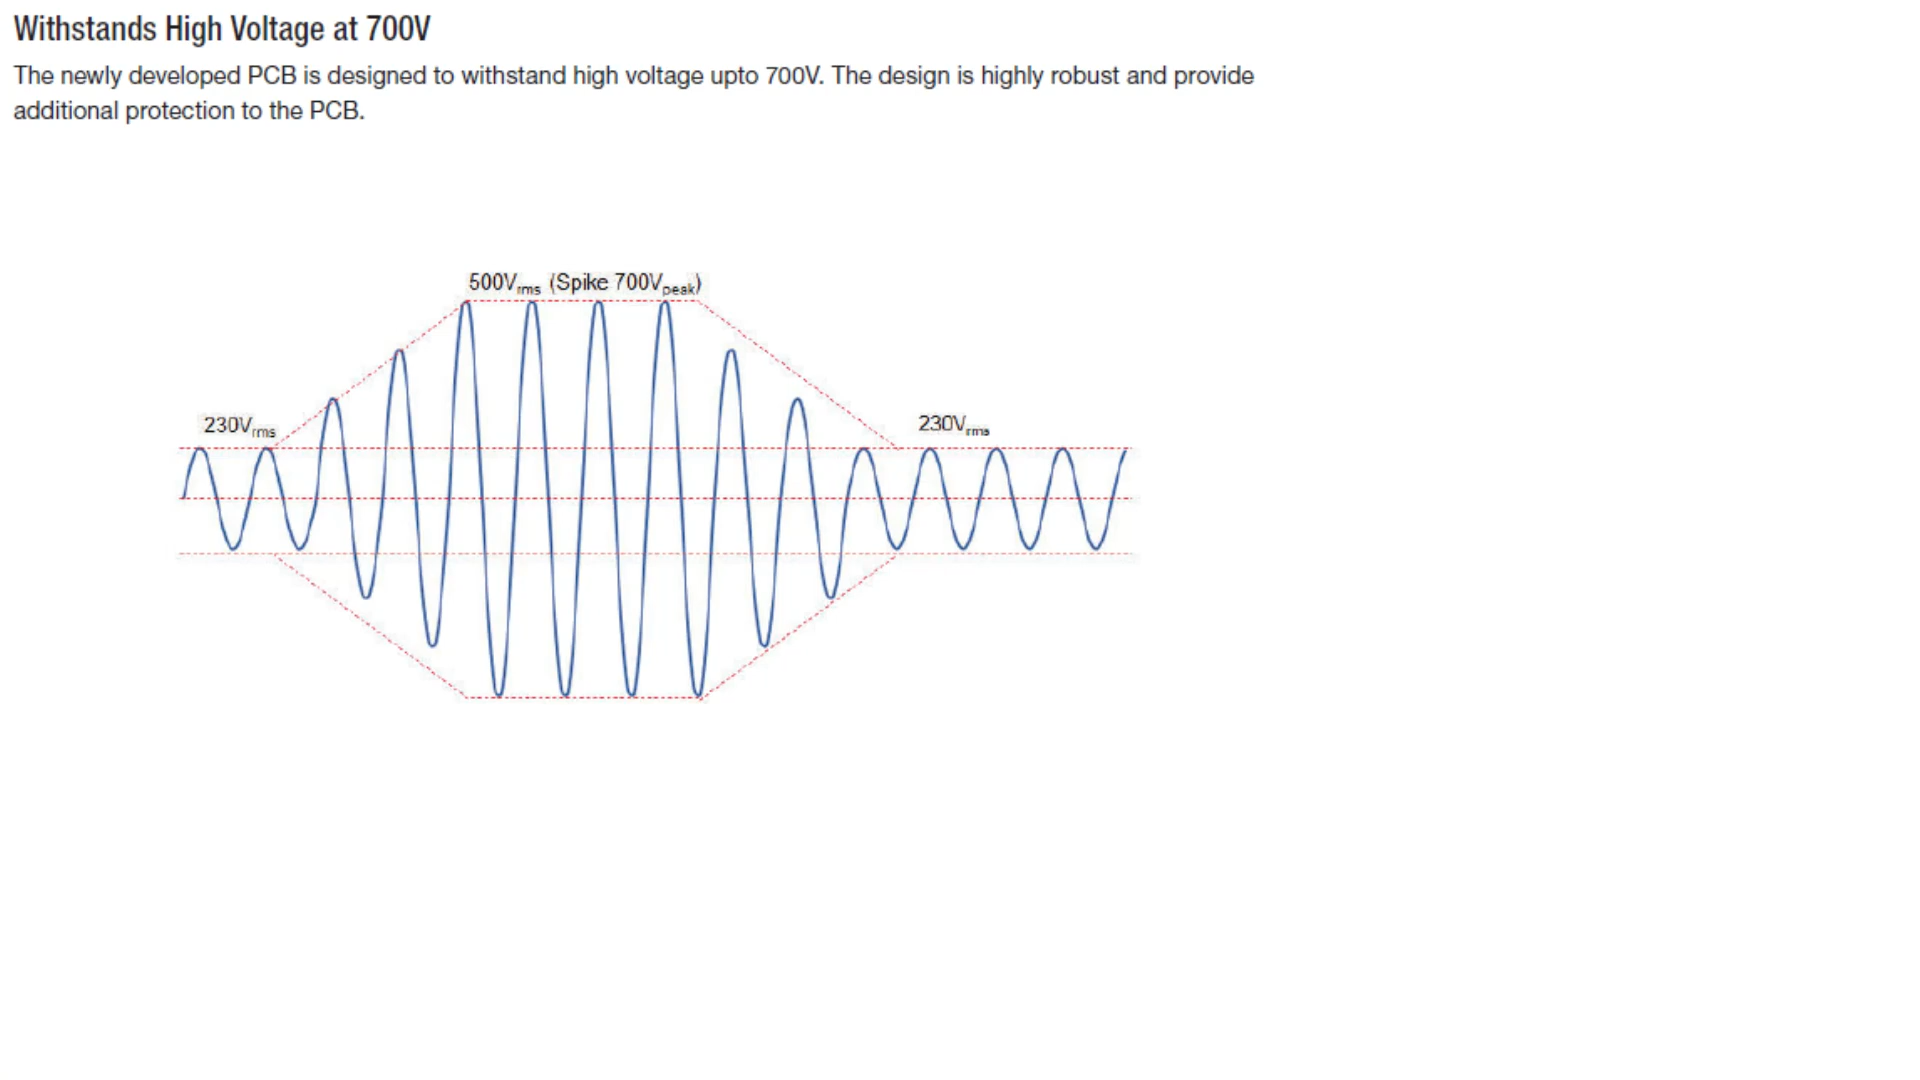 Withstands High Voltage at 700V
The newly developed PCB is designed to withstand high voltage upto 700V. The design is highly robust and provide
additional protection to the PCB.
500Vrms (Spike 700Vpeak)
230Vrms
230Vrms